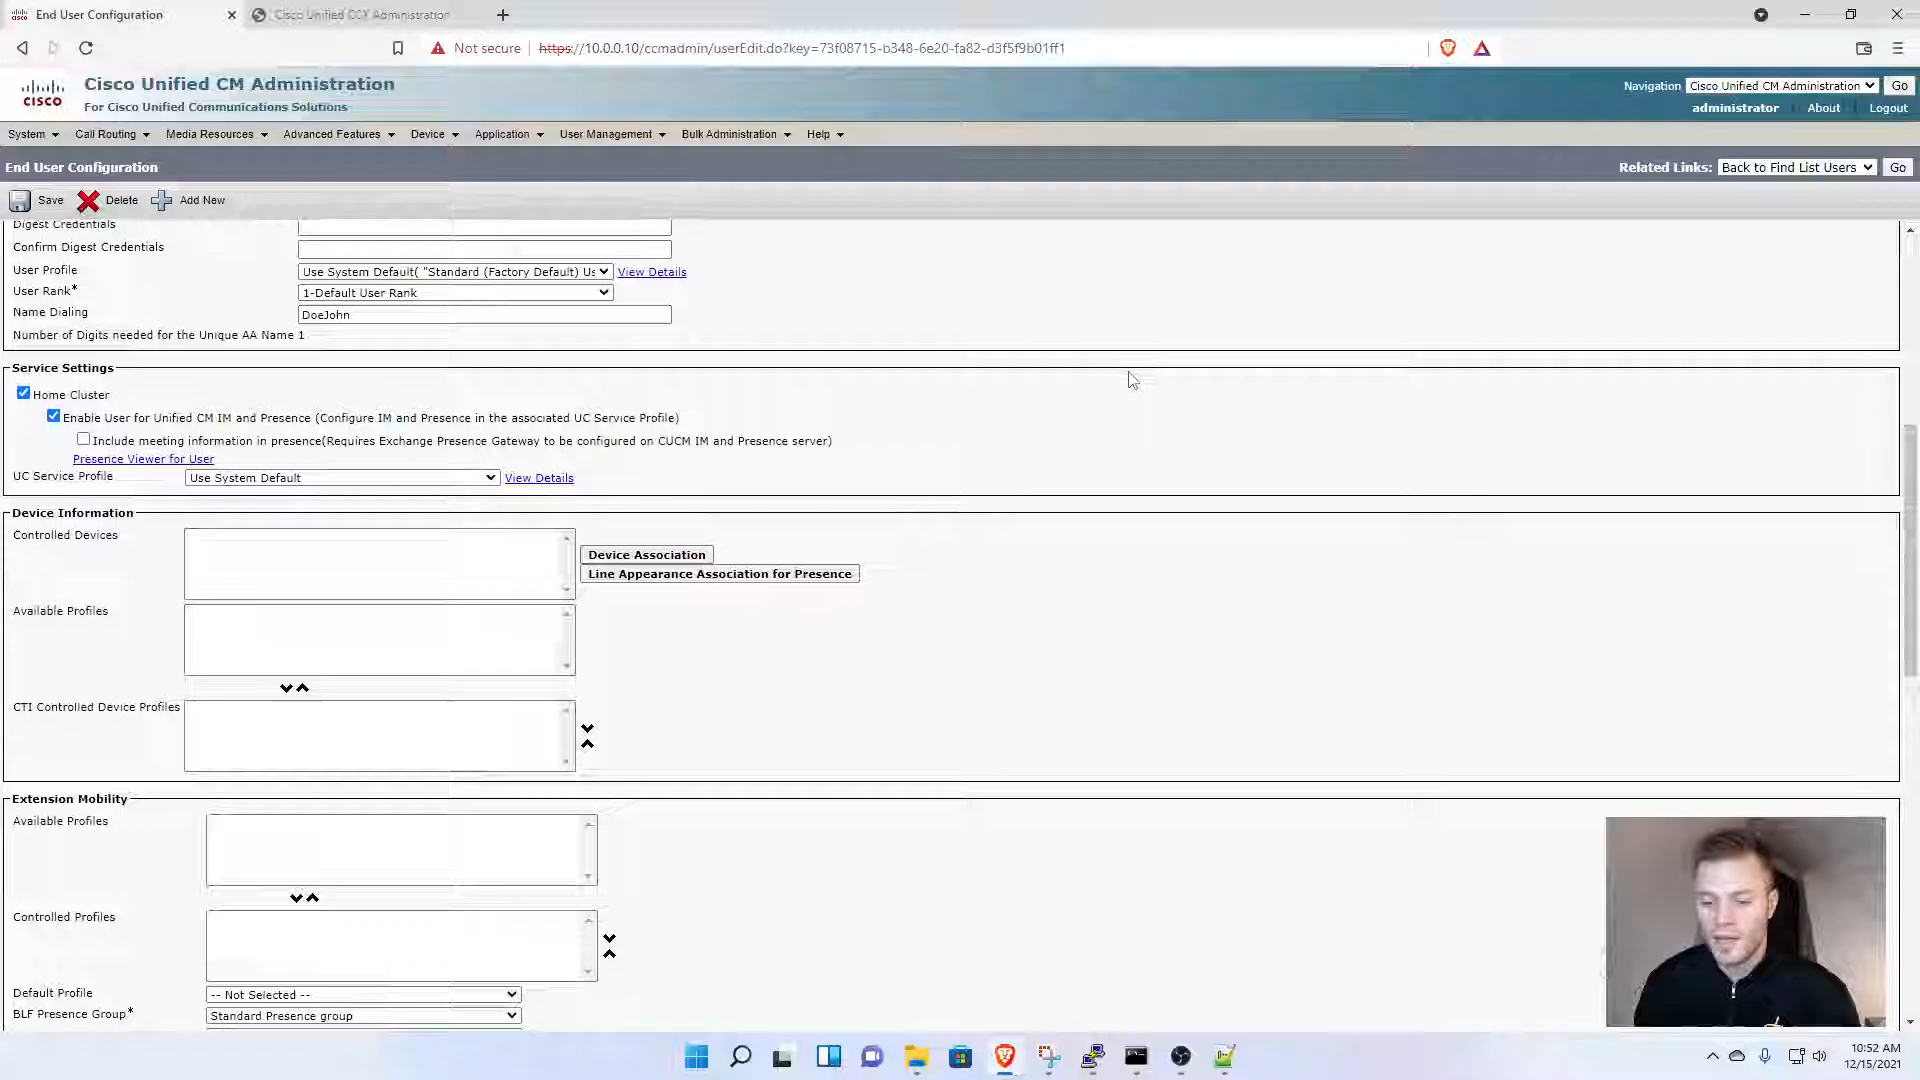 End User Configuration
Cisco Unified CCX Administration
Not secure
https://10.0.0.10/ccmadmin/userEdit.do?key=73f08715-b348-6e20-fa82-d3f5f9b01ff1
CISCO
Cisco Unified CM Administration
For Cisco Unified Communications Solutions
Navigation Cisco Unified CM Administration Go
administrator About Logout
System Call Routing Media Resources Advanced Features Device Application User Management Bulk Administration Help
End User Configuration
Related Links: Back to Find List Users Go
Save Delete Add New
Digest Credentials
Confirm Digest Credentials
User Profile Use System Default( "Standard (Factory Default) Us View Details
User Rank* 1-Default User Rank
Name Dialing DoeJohn
Number of Digits needed for the Unique AA Name 1
Service Settings
Home Cluster
Enable User for Unified CM IM and Presence (Configure IM and Presence in the associated UC Service Profile)
Include meeting information in presence(Requires Exchange Presence Gateway to be configured on CUCM IM and Presence server)
Presence Viewer for User
UC Service Profile Use System Default View Details
Device Information
Controlled Devices
Device Association
Line Appearance Association for Presence
Available Profiles
CTI Controlled Device Profiles
Extension Mobility
Available Profiles
Controlled Profiles
Default Profile -- Not Selected --
BLF Presence Group* Standard Presence group
10:52 AM
12/15/2021